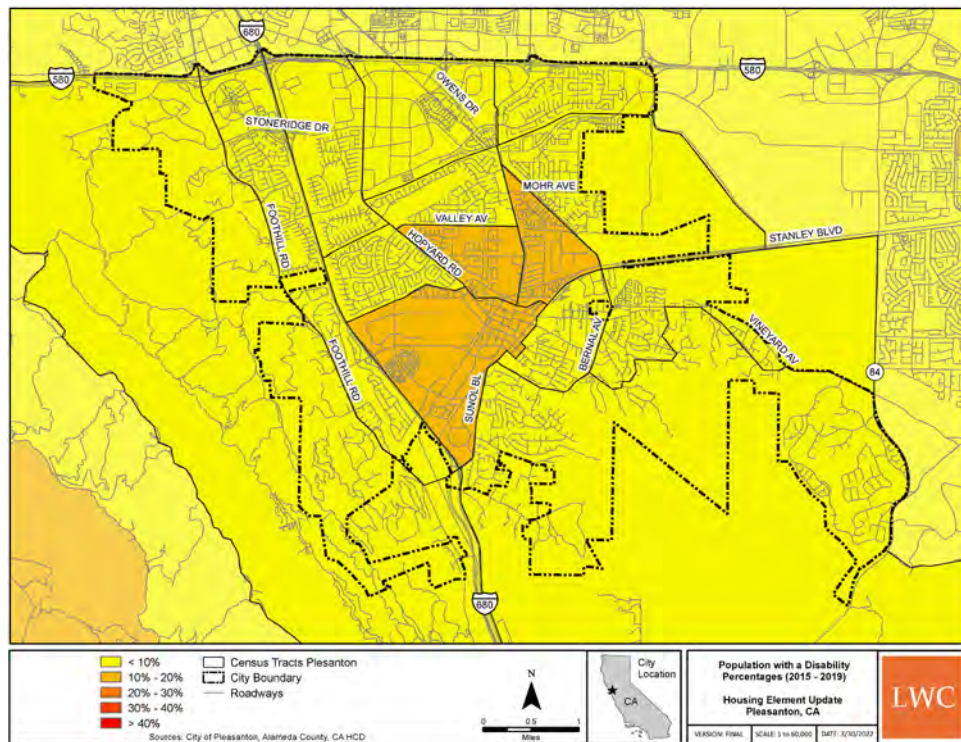 680
580
580
OWENS DR
STONERIDGE DR
MOHR AVE
VALLEY AV
STANLEY BLVD
FOOTHILL RD
HOPYARD RD
VINEYARD AV
BERNAL AV
FOOTHILL RD
84
SUNOL BL
680
< 10%
10% - 20%
20% - 30%
30% - 40%
> 40%
Census Tracts Plesanton
City Boundary
Roadways
Sources: City of Pleasanton, Alameda County, CA HCD
N
0 0.5 1
Miles
City
Location
CA
Population with a Disability
Percentages (2015 - 2019)
Housing Element Update
Pleasanton, CA
VERSION: FINAL SCALE: 1 to 60,000 DATE: 3/30/2022
LWC